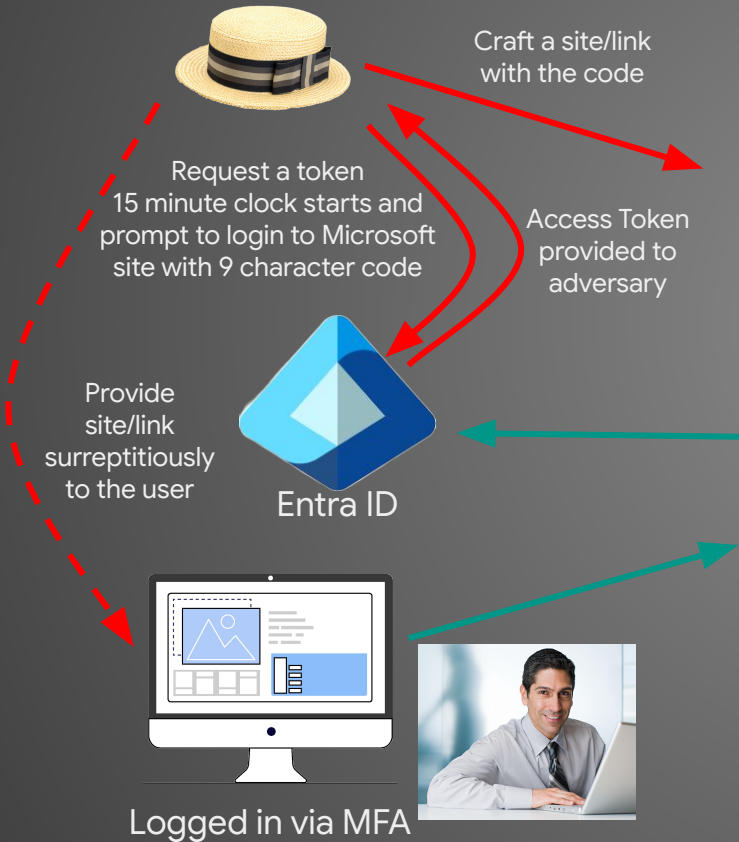 Craft a site/link
with the code
Request a token
15 minute clock starts and
prompt to login to Microsoft
site with 9 character code
Access Token
provided to
adversary
Provide
site/link
surreptitiously
to the user
Entra ID
Logged in via MFA